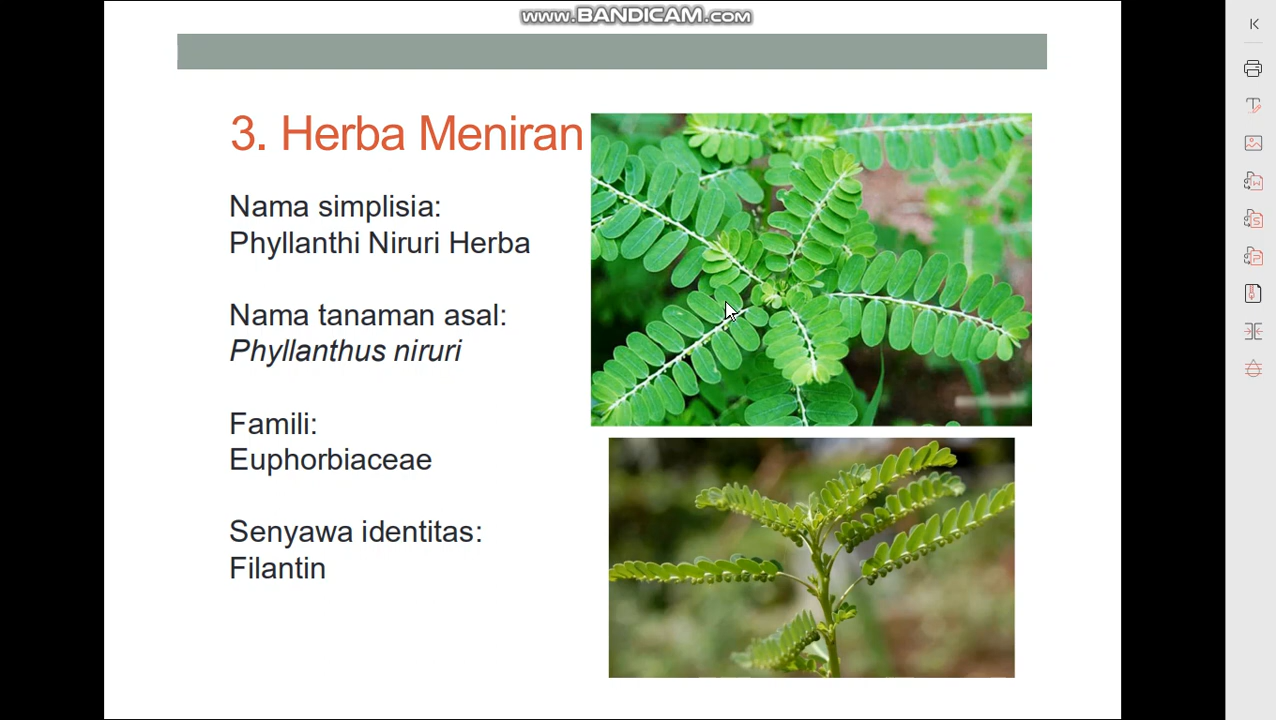 www.BANDICAM.com
3. Herba Meniran
Nama simplisia:
Phyllanthi Niruri Herba
Nama tanaman asal:
Phyllanthus niruri
Famili:
Euphorbiaceae
Senyawa identitas:
Filantin